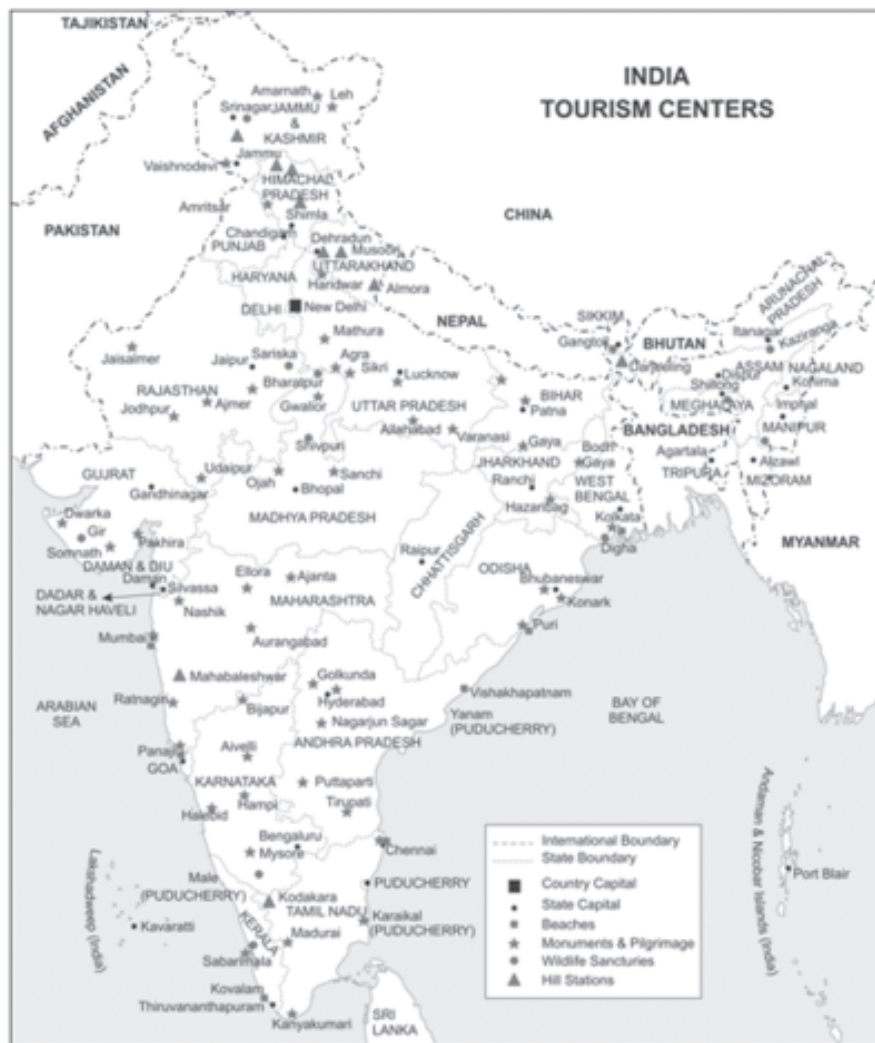 TAJIKISTAN
AFGHANISTAN
INDIA
TOURISM CENTERS
Amarnath
Leh
Srinagar
JAMMU
&
KASHMIR
Jammu
Vaishnodevi
HIMACHAL
PRADESH
Amritsar
Shimla
PAKISTAN
CHINA
Chandigarh
PUNJAB
Dehradun
Musoori
UTTARAKHAND
HARYANA
Haridwar
Almora
DELHI
New Delhi
NEPAL
SIKKIM
ARUNACHAL
PRADESH
Mathura
Gangtok
BHUTAN
Itanagar
Kaziranga
Jaisalmer
Jaipur
Sariska
Agra
Sikri
Lucknow
Darjeeling
ASSAM
NAGALAND
Dispur
Kohima
RAJASTHAN
Bharatpur
BIHAR
Shillong
Jodhpur
Ajmer
Gwalior
UTTAR PRADESH
Patna
MEGHALAYA
Imphal
MANIPUR
Allahabad
Varanasi
Gaya
BANGLADESH
Shivpuri
Bodh
Gaya
Agartala
Aizawl
GUJRAT
Udaipur
Ojah
Sanchi
JHARKHAND
WEST
BENGAL
TRIPURA
MIZORAM
Gandhinagar
Bhopal
Ranchi
Dwarka
MADHYA PRADESH
Hazaribag
Kolkata
Gir
Pakhira
Somnath
Raipur
CHHATTISGARH
Digha
MYANMAR
DAMAN & DIU
Daman
Silvassa
Ellora
Ajanta
ODISHA
Bhubaneswar
DADAR &
NAGAR HAVELI
Nashik
MAHARASHTRA
Konark
Mumbai
Aurangabad
Puri
Mahabaleshwar
Golkunda
Hyderabad
Vishakhapatnam
ARABIAN
SEA
Ratnagiri
Bijapur
Nagarjun Sagar
Yanam
(PUDUCHERRY)
BAY OF
BENGAL
Panaji
GOA
Aivelli
ANDHRA PRADESH
KARNATAKA
Puttaparti
Halebid
Hampi
Tirupati
Bengaluru
Mysore
Chennai
Male
(PUDUCHERRY)
PUDUCHERRY
Kodakara
TAMIL NADU
Karaikal
(PUDUCHERRY)
Lakshadweep (India)
Kavaratti
KERALA
Madurai
Sabarimala
Kovalam
Thiruvananthapuram
Kanyakumari
SRI
LANKA
Andaman & Nicobar Islands (India)
Port Blair
International Boundary
State Boundary
Country Capital
State Capital
Beaches
Monuments & Pilgrimage
Wildlife Sancturies
Hill Stations